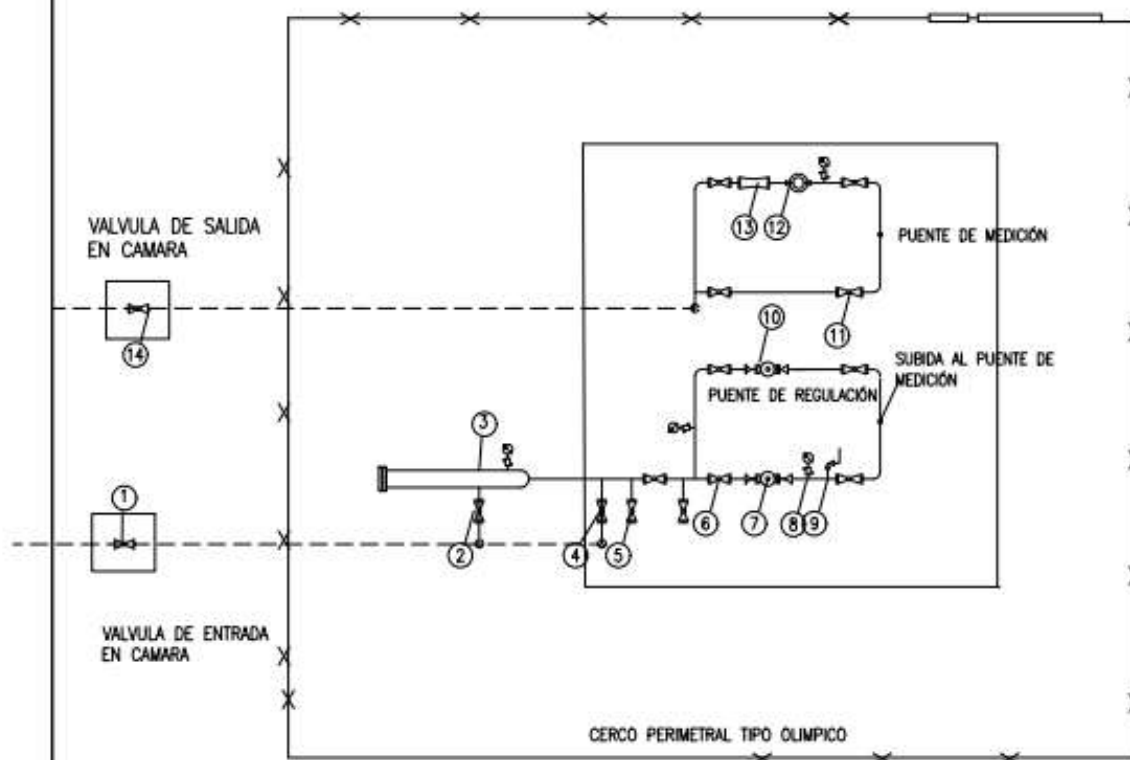 VALVULA DE SALIDA
EN CAMARA
14
1
VALVULA DE ENTRADA
EN CAMARA
13
12
PUENTE DE MEDICIÓN
11
10
SUBIDA AL PUENTE DE
MEDICIÓN
PUENTE DE REGULACIÓN
3
2
4
5
6
7
8
9
CERCO PERIMETRAL TIPO OLIMPICO